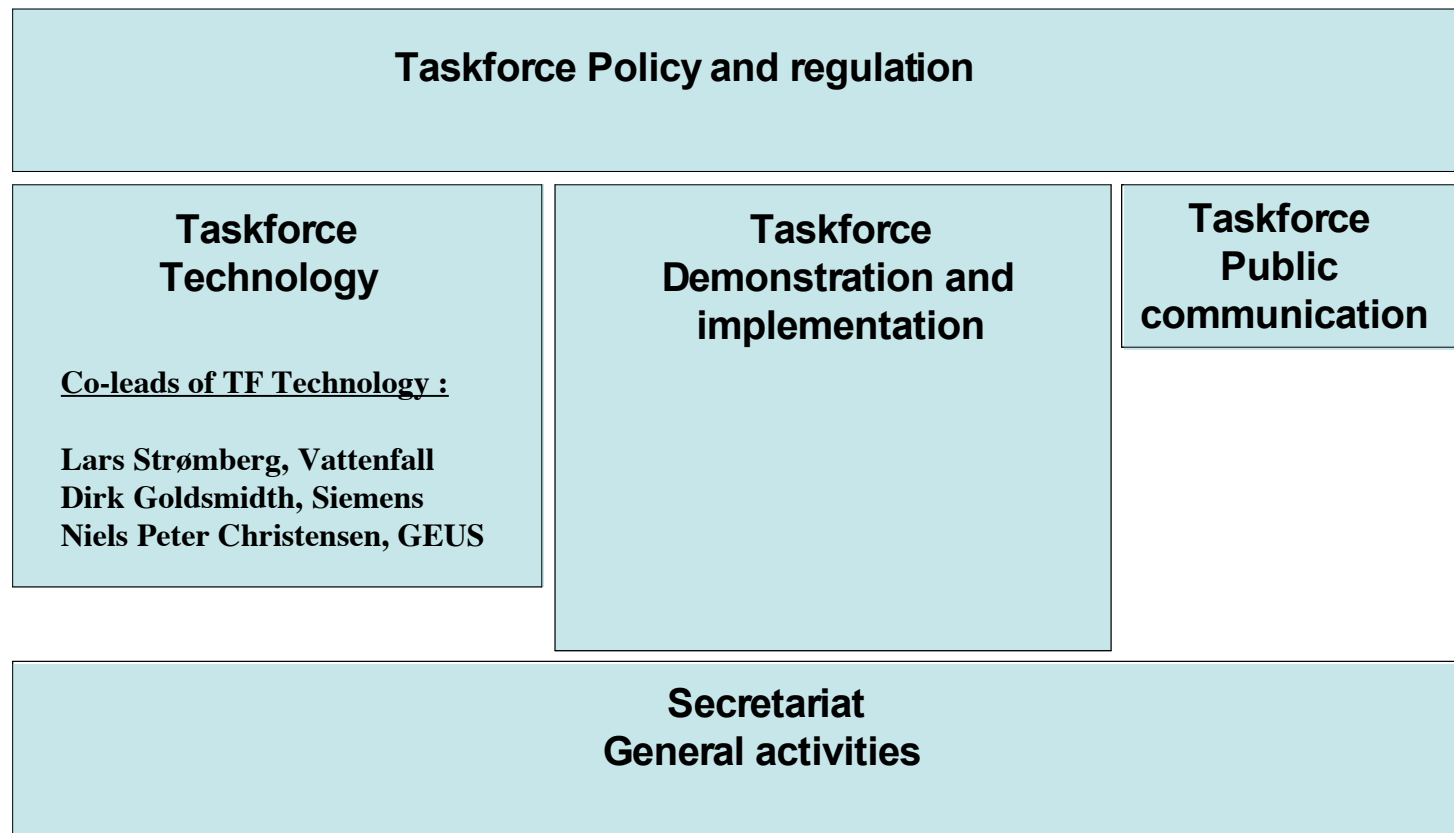 Taskforce Policy and regulation
Taskforce
Technology
Co-leads of TF Technology :
Lars Strømberg, Vattenfall
Dirk Goldsmidth, Siemens
Niels Peter Christensen, GEUS
Taskforce
Demonstration and
implementation
Taskforce
Public
communication
Secretariat
General activities